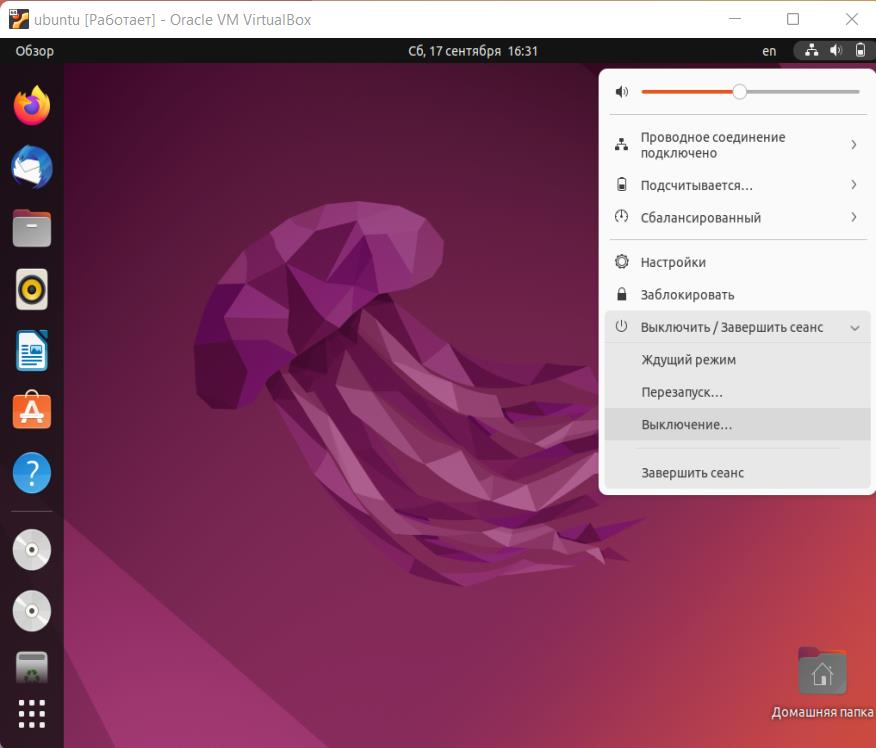 ubuntu [Работает] - Oracle VM VirtualBox
Обзор
Сб, 17 сентября 16:31
en
Проводное соединение
подключено
Подсчитывается...
Сбалансированный
Настройки
Заблокировать
Выключить / Завершить сеанс
Ждущий режим
Перезапуск...
Выключение...
Завершить сеанс
Домашняя папка